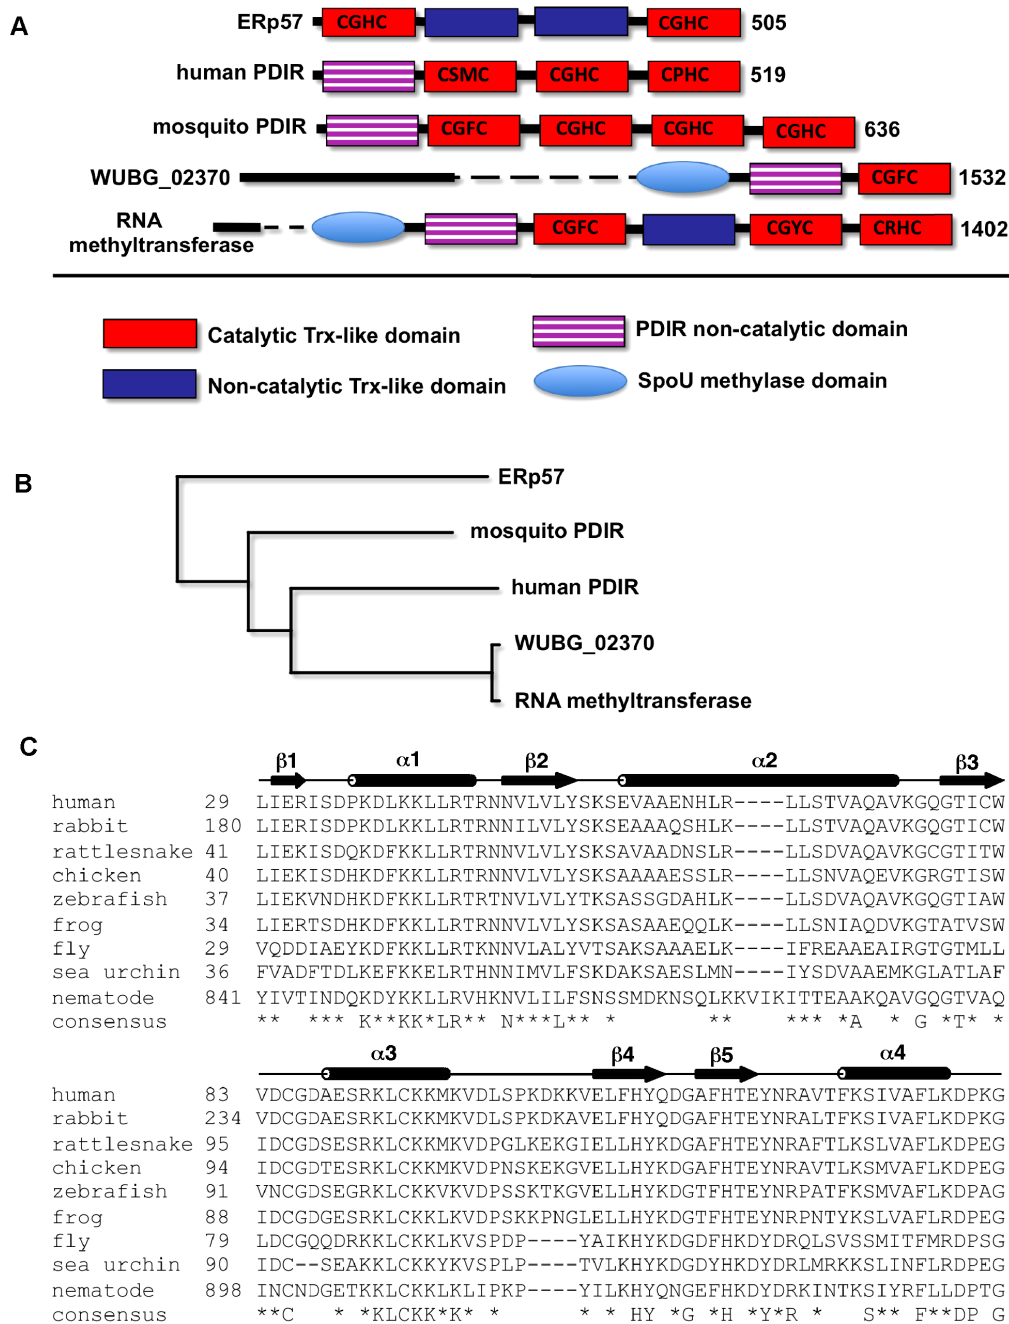 A
ERp57 CGHC CGHC 505
human PDIR CSMC CGHC CPHC 519
mosquito PDIR CGFC CGHC CGHC CGHC 636
WUBG_02370 CGFC 1532
RNA methyltransferase CGFC CGYC CRHC 1402
Catalytic Trx-like domain
PDIR non-catalytic domain
Non-catalytic Trx-like domain
SpoU methylase domain
B
ERp57
mosquito PDIR
human PDIR
WUBG_02370
RNA methyltransferase
C
β1 α1 β2 α2 β3
human 29 LIERISDPKDLKKLLRTRNNVLVLYSKSEVAAENHLR----LLSTVAQAVKGQGTICW
rabbit 180 LIERISDPKDLKKLLRTRNNILVLYSKSEAAAQSHLK----LLSTVAQAVKGQGTICW
rattlesnake 41 LIEKISDQKDFKKLLRTRNNVLVLYSKSAVAADNSLR----LLSDVAQAVKGCGTITW
chicken 40 LIEKISDHKDFKKLLRTRNNVLVLYSKSAAAAESSLR----LLSNVAQEVKGRGTISW
zebrafish 37 LIEKVNDHKDFKKLLRTRTNVLVLYTKSASSGDAHLK----LLSDVAQAVKGQGTIAW
frog 34 LIERTSDHKDFKKLLRTRNNVLVLYSKSASAAEQQLK----LLSNIAQDVKGTATVSW
fly 29 VQDDIAEYKDFKKLLRTKNNVLALYVTSAKSAAAELK----IFREAAEAIRGTGTMLL
sea urchin 36 FVADFTDLKEFKKELRTHNNIMVLFSKDAKSAESLMN----IYSDVAAEMKGLATLAF
nematode 841 YIVTINDQKDYKKLLRVHKNVLILFSNSSMDKNSQLKKVIKITTEAAKQAVGQGTVAQ
consensus ** *** K**KK*LR** N***L** * ** *** *A * G *T* *
α3 β4 β5 α4
human 83 VDCGDAESRKLCKKMKVDLSPKDKKVELFHYQDGAFHTEYNRAVTFKSIVAFLKDPKG
rabbit 234 VDCGDAESRKLCKKMKVDLSPKDKAVELFHYQDGAFHTEYNRALTFKSIVAFLKDPKG
rattlesnake 95 IDCGDSESRKLCKKMKVDPGLKEKGIELLHYKDGAFHTEYNRAFTLKSLVAFLKDPEG
chicken 94 IDCGDTESRKLCKKMKVDPNSKEKGVELLHYKDGAFHTEYNRAVTLKSMVAFLKDPEG
zebrafish 91 VNCGDSEGRKLCKKVKVDPSSKTKGVELLHYKDGTFHTEYNRPATFKSMVAFLKDPAG
frog 88 IDCGDGESRKLCKKLKVDPSKKPNGLELLHYKDGTFHTEYNRPNTYKSLVAFLRDPEG
fly 79 LDCGQQDRKKLCKKLKVSPDP----YAIKHYKDGDFHKDYDRQLSVSSMITFMRDPSG
sea urchin 90 IDC--SEAKKLCKKYKVSPDP----TVLKHYKDGDYHKDYDRLMRKKSLINFLRDPEG
nematode 898 INCNDGETKKLCKKLKLIPKP----YILKHYQNGEFHKDYDRKINTKSIYRFLLDPTG
consensus **C * *KLCKK*K* * * HY *G *H *Y*R * S** F**DP G